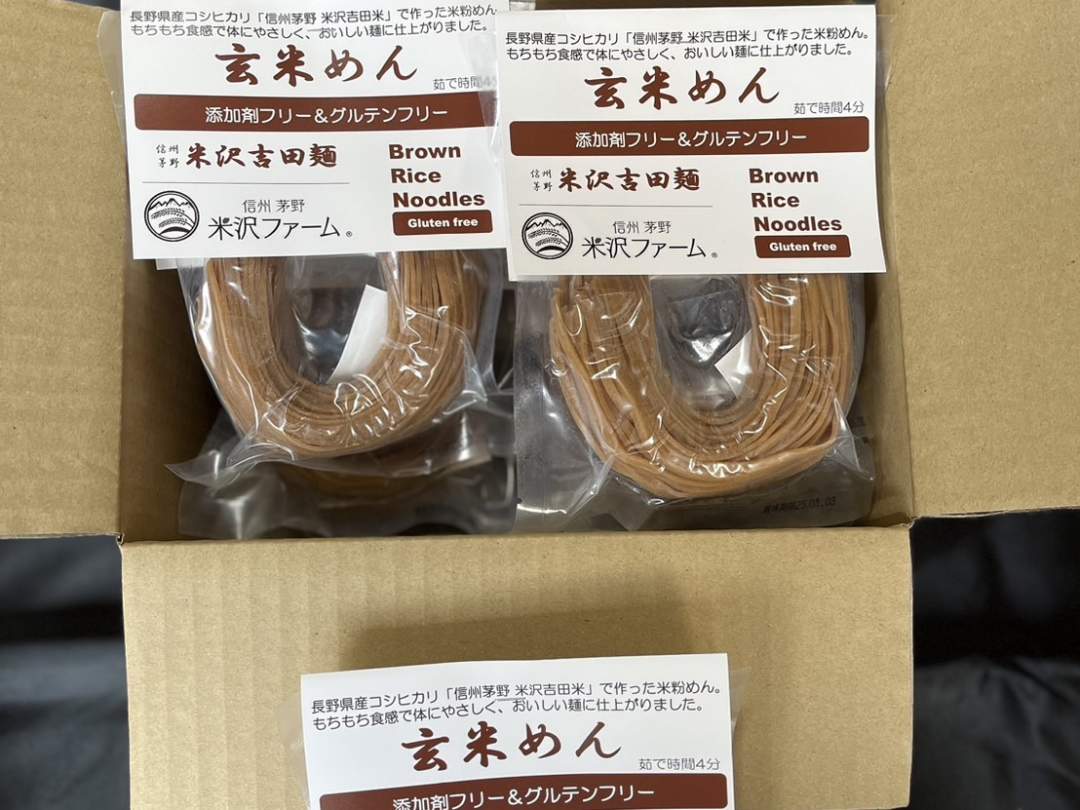 長野県産コシヒカリ「信州茅野 米沢吉田米」で作った米粉めん
もちもち食感で体にやさしく、おいしい麺に仕上がりました。
玄米めん
茹で時間4
添加剤フリー＆グルテンフリー
信州
茅野
米沢吉田麺
Brown
Rice
Noodles
Gluten free
信州 茅野
米沢ファーム®
長野県産コシヒカリ「信州茅野 米沢吉田米」で作った米粉めん。
もちもち食感で体にやさしく、おいしい麺に仕上がりました。
玄米めん
茹で時間4分
添加剤フリー＆グルテンフリー
信州
茅野
米沢吉田麺
Brown
Rice
Noodles
Gluten free
信州 茅野
米沢ファーム®
長野県産コシヒカリ「信州茅野 米沢吉田米」で作った米粉めん。
もちもち食感で体にやさしく、おいしい麺に仕上がりました。
玄米めん
茹で時間4分
添加剤フリー＆グルテンフリー